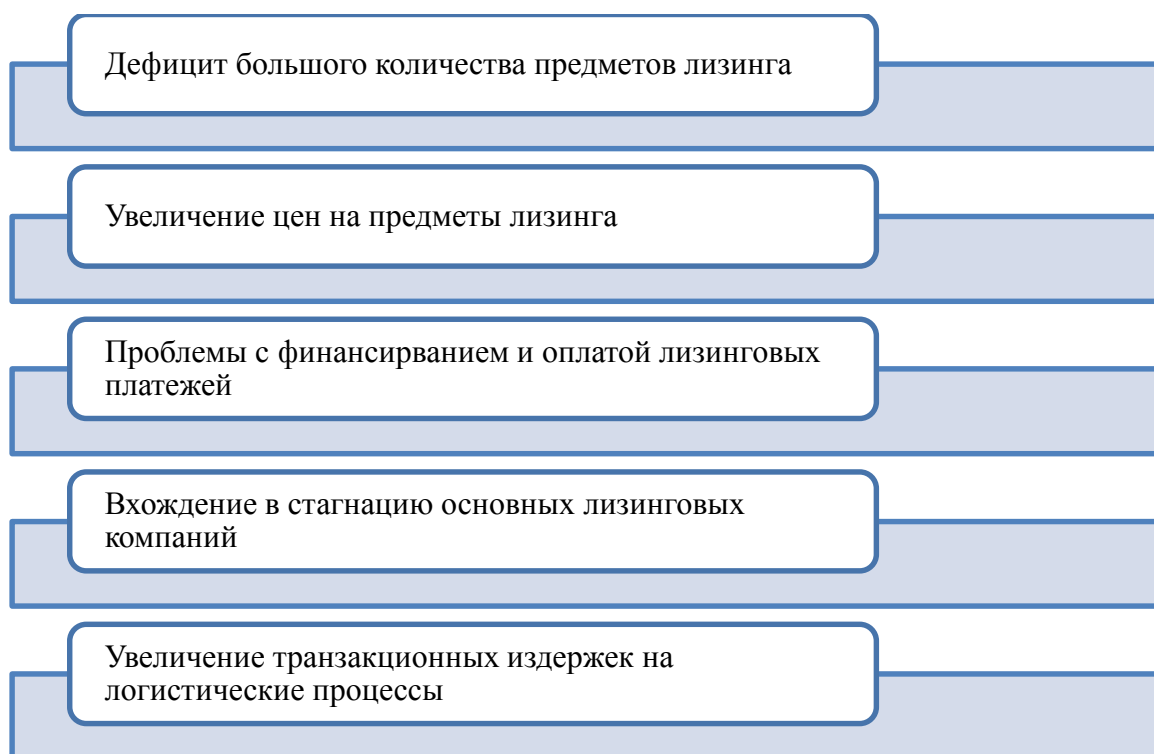 Дефицит большого количества предметов лизинга
Увеличение цен на предметы лизинга
Проблемы с финансирванием и оплатой лизинговых
платежей
Вхождение в стагнацию основных лизинговых
компаний
Увеличение транзакционных издержек на
логистические процессы